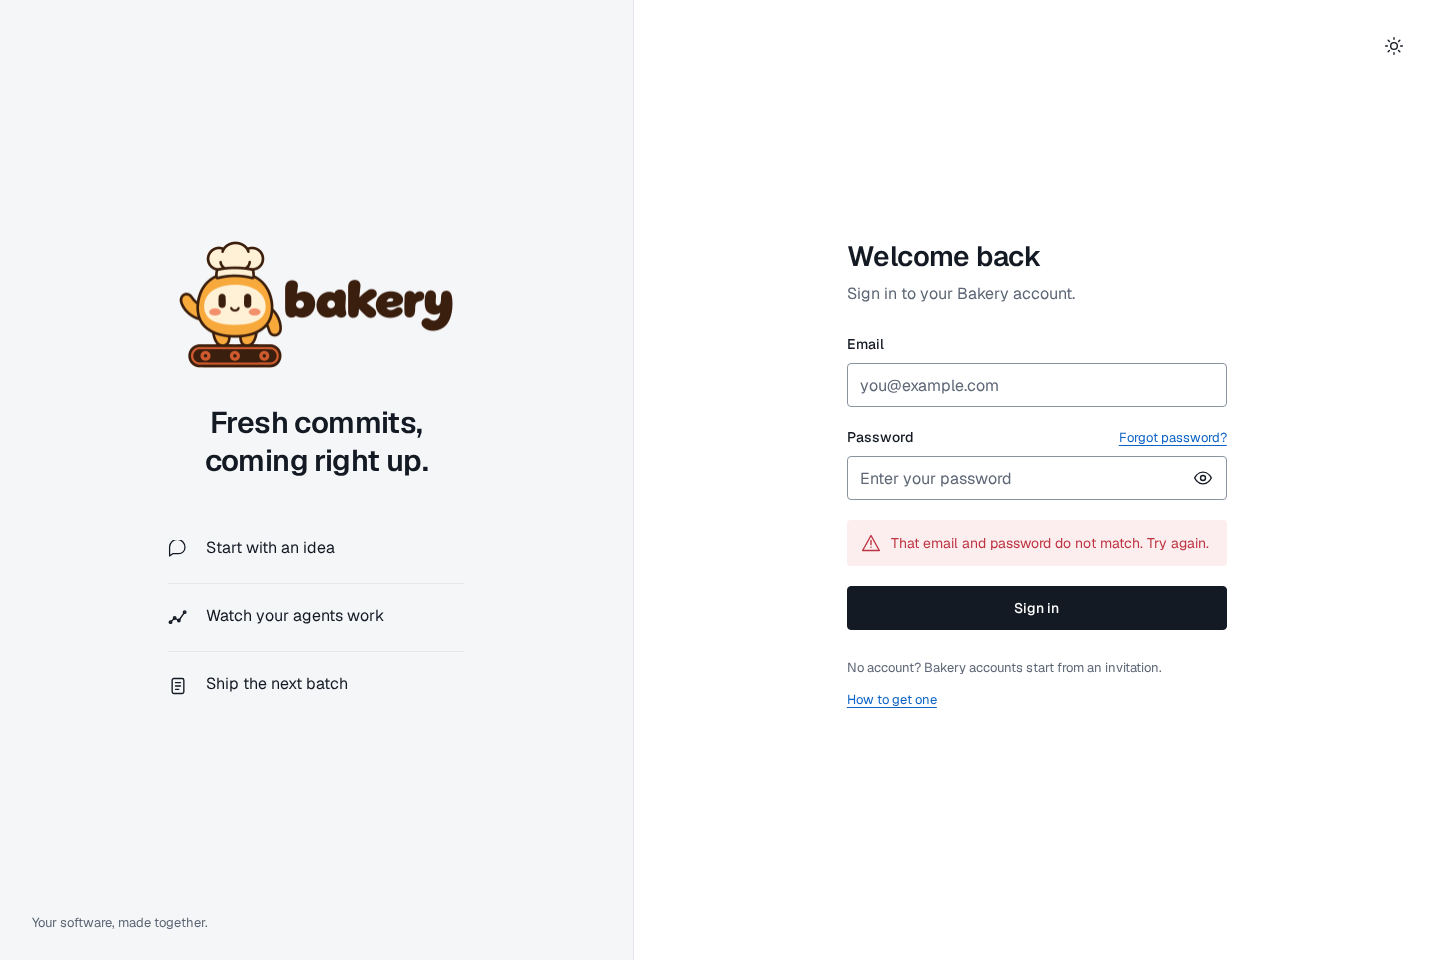 bakery
Fresh commits,
coming right up.
Start with an idea
Watch your agents work
Ship the next batch
Your software, made together.
Welcome back
Sign in to your Bakery account.
Email
you@example.com
Password
Forgot password?
Enter your password
That email and password do not match. Try again.
Sign in
No account? Bakery accounts start from an invitation.
How to get one